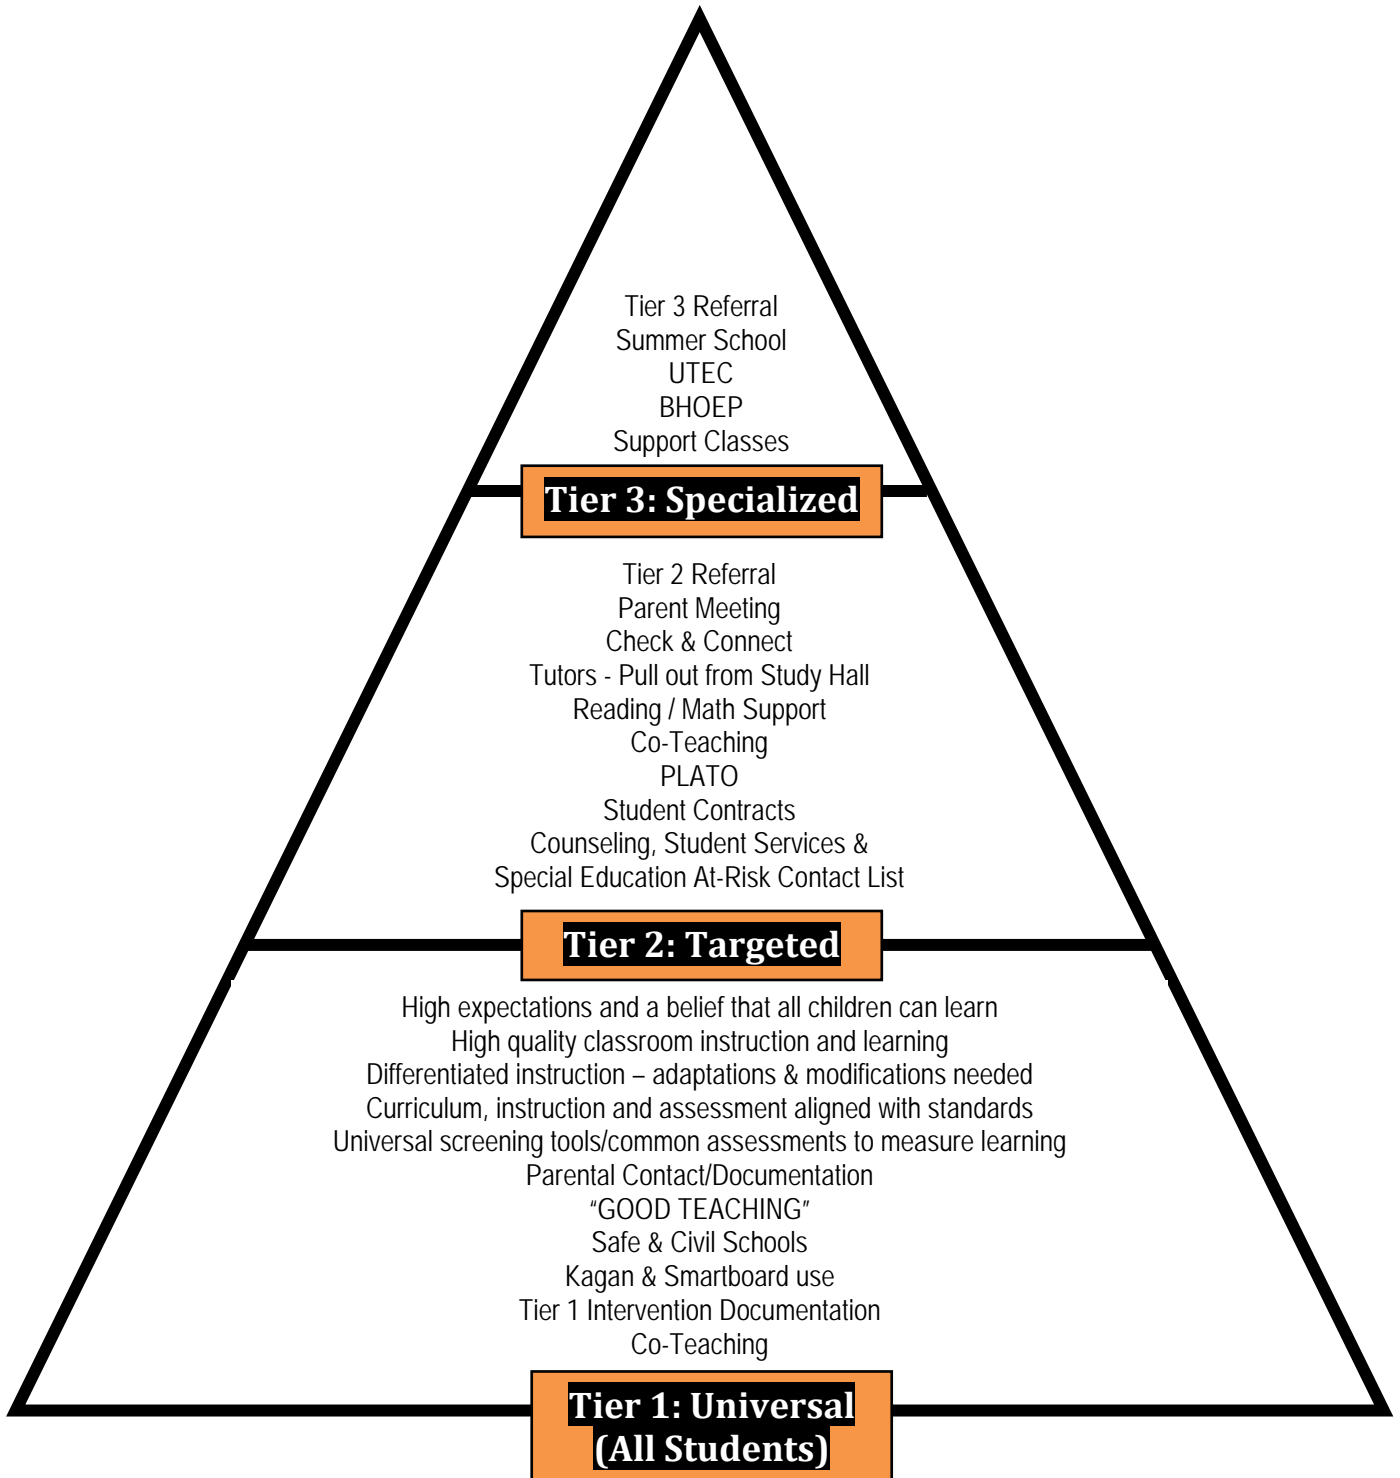 Tier 3 Referral
Summer School
UTEC
BHOEP
Support Classes
Tier 3: Specialized
Tier 2 Referral
Parent Meeting
Check & Connect
Tutors - Pull out from Study Hall
Reading / Math Support
Co-Teaching
PLATO
Student Contracts
Counseling, Student Services &
Special Education At-Risk Contact List
Tier 2: Targeted
High expectations and a belief that all children can learn
High quality classroom instruction and learning
Differentiated instruction – adaptations & modifications needed
Curriculum, instruction and assessment aligned with standards
Universal screening tools/common assessments to measure learning
Parental Contact/Documentation
“GOOD TEACHING”
Safe & Civil Schools
Kagan & Smartboard use
Tier 1 Intervention Documentation
Co-Teaching
Tier 1: Universal
(All Students)